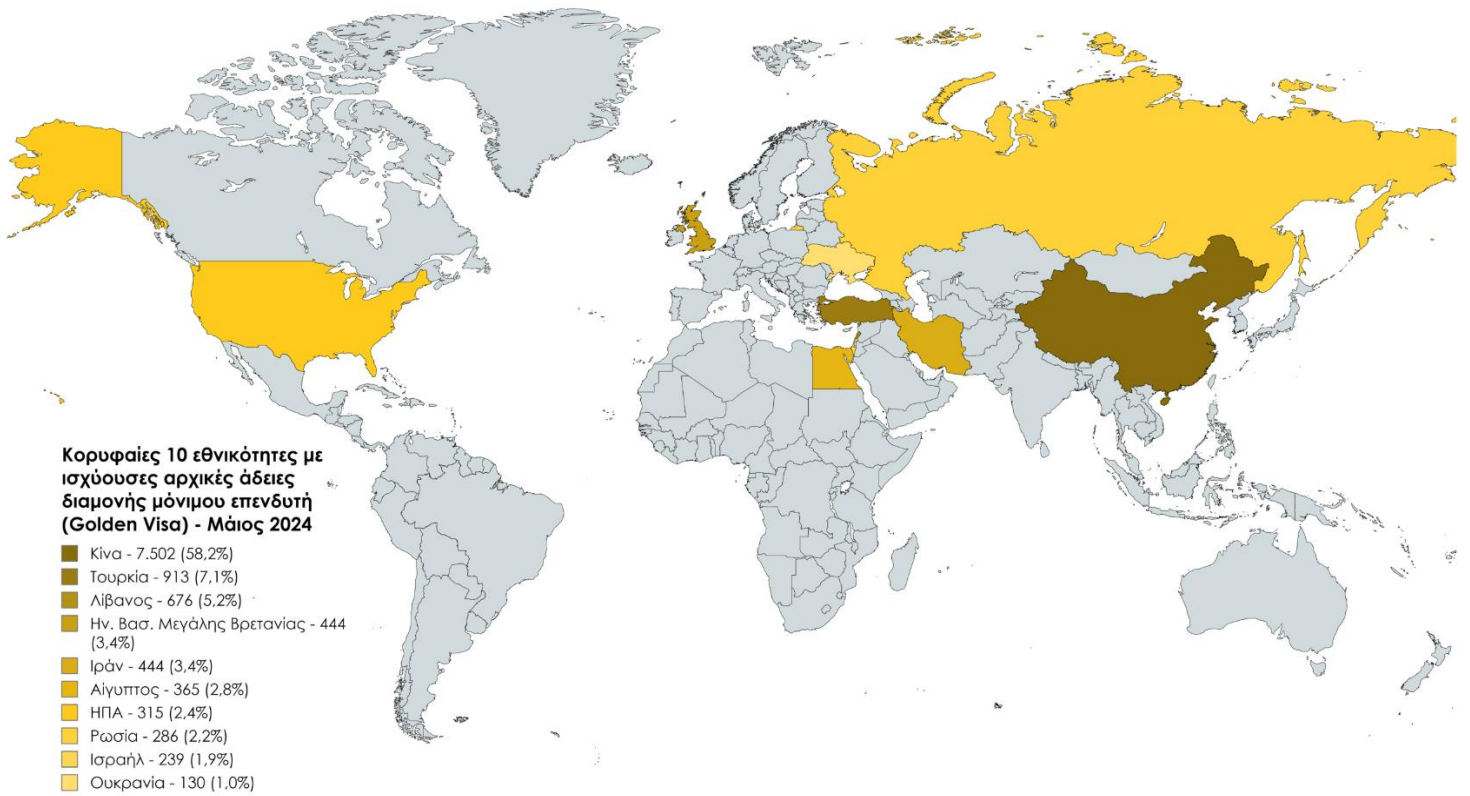 Κορυφαίες 10 εθνικότητες με
ισχύουσες αρχικές άδειες
διαμονής μόνιμου επενδυτή
(Golden Visa) - Μάιος 2024
Κίνα - 7.502 (58,2%)
Τουρκία - 913 (7,1%)
Λίβανος - 676 (5,2%)
Ην. Βασ. Μεγάλης Βρετανίας - 444
(3,4%)
Ιράν - 444 (3,4%)
Αίγυπτος - 365 (2,8%)
ΗΠΑ - 315 (2,4%)
Ρωσία - 286 (2,2%)
Ισραήλ - 239 (1,9%)
Ουκρανία - 130 (1,0%)